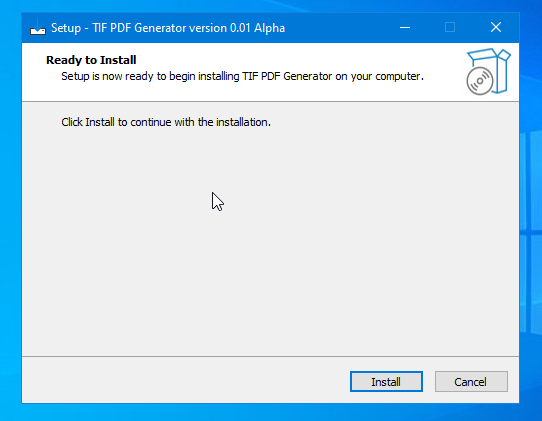 Setup - TIF PDF Generator version 0.01 Alpha
Ready to Install
Setup is now ready to begin installing TIF PDF Generator on your computer.
Click Install to continue with the installation.
Install
Cancel